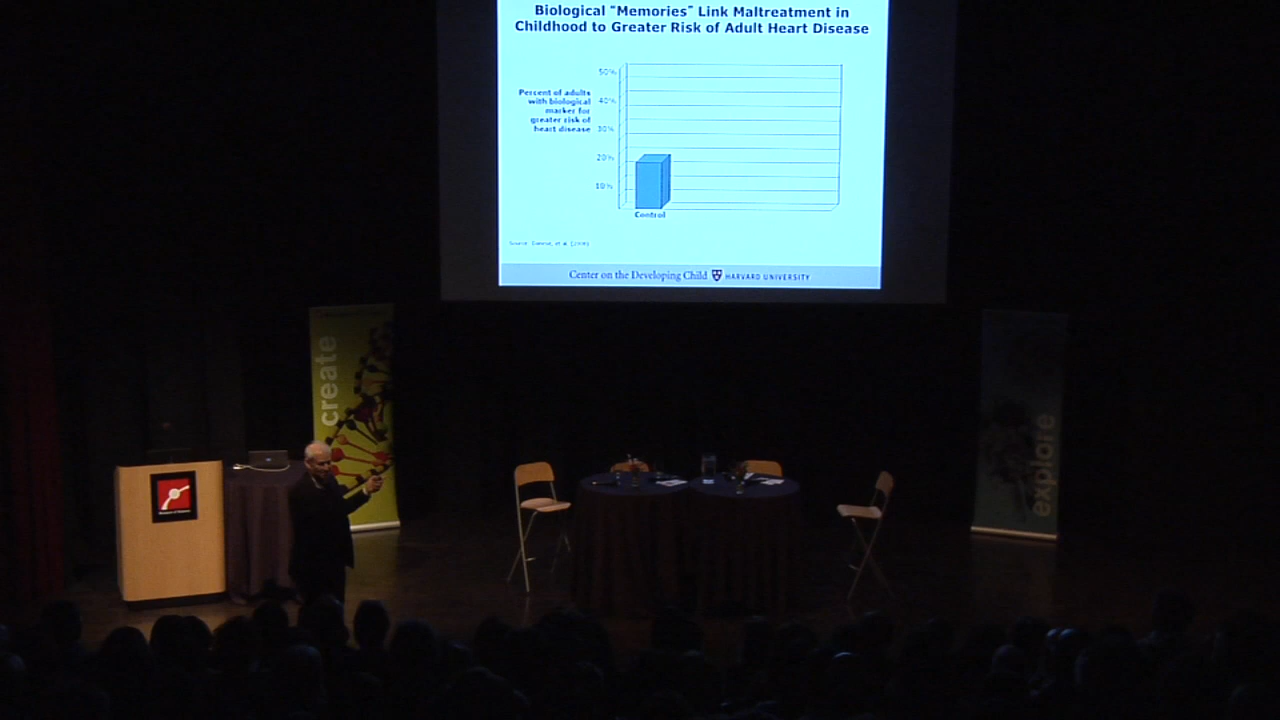 Biological “Memories” Link Maltreatment in
Childhood to Greater Risk of Adult Heart Disease
Percent of adults
with biological
marker for
greater risk of
heart disease
50%
40%
30%
20%
10%
Control
Center on the Developing Child HARVARD UNIVERSITY
create
explore